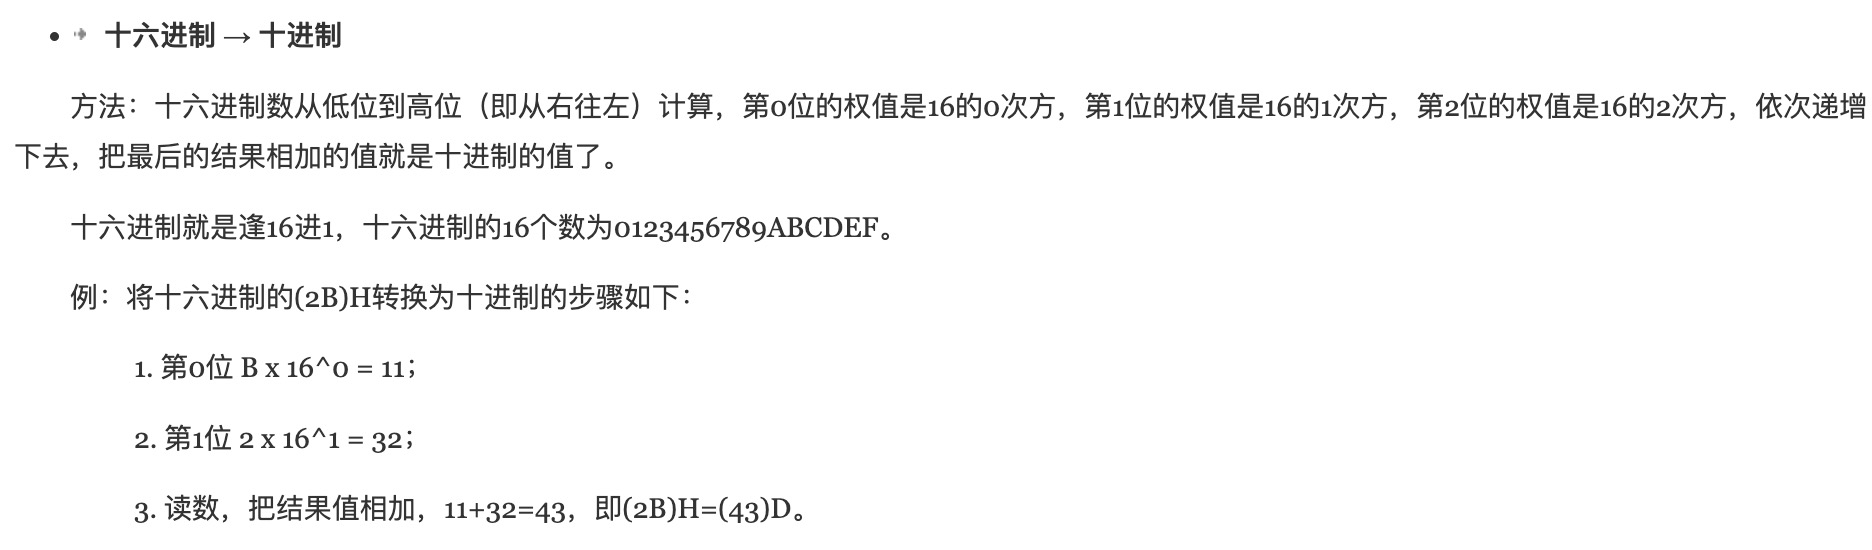 • 十六进制 → 十进制
方法：十六进制数从低位到高位（即从右往左）计算，第0位的权值是16的0次方，第1位的权值是16的1次方，第2位的权值是16的2次方，依次递增
下去，把最后的结果相加的值就是十进制的值了。
十六进制就是逢16进1，十六进制的16个数为0123456789ABCDEF。
例：将十六进制的(2B)H转换为十进制的步骤如下：
1. 第0位 B x 16^0 = 11；
2. 第1位 2 x 16^1 = 32；
3. 读数，把结果值相加，11+32=43，即(2B)H=(43)D。